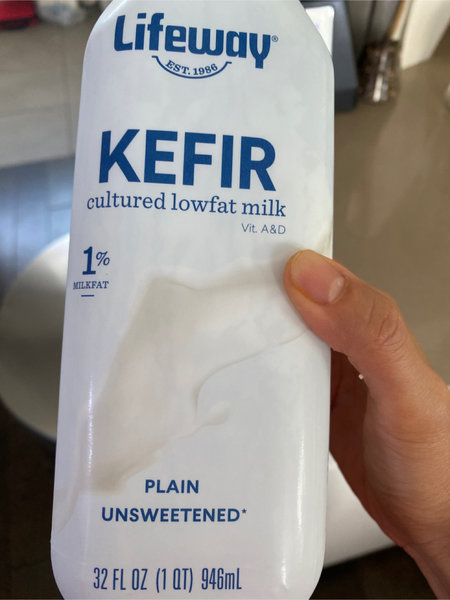 Lifeway®
EST. 1986
KEFIR
cultured lowfat milk
Vit. A&D
1%
MILKFAT
PLAIN
UNSWEETENED*
32 FL OZ (1 QT) 946mL